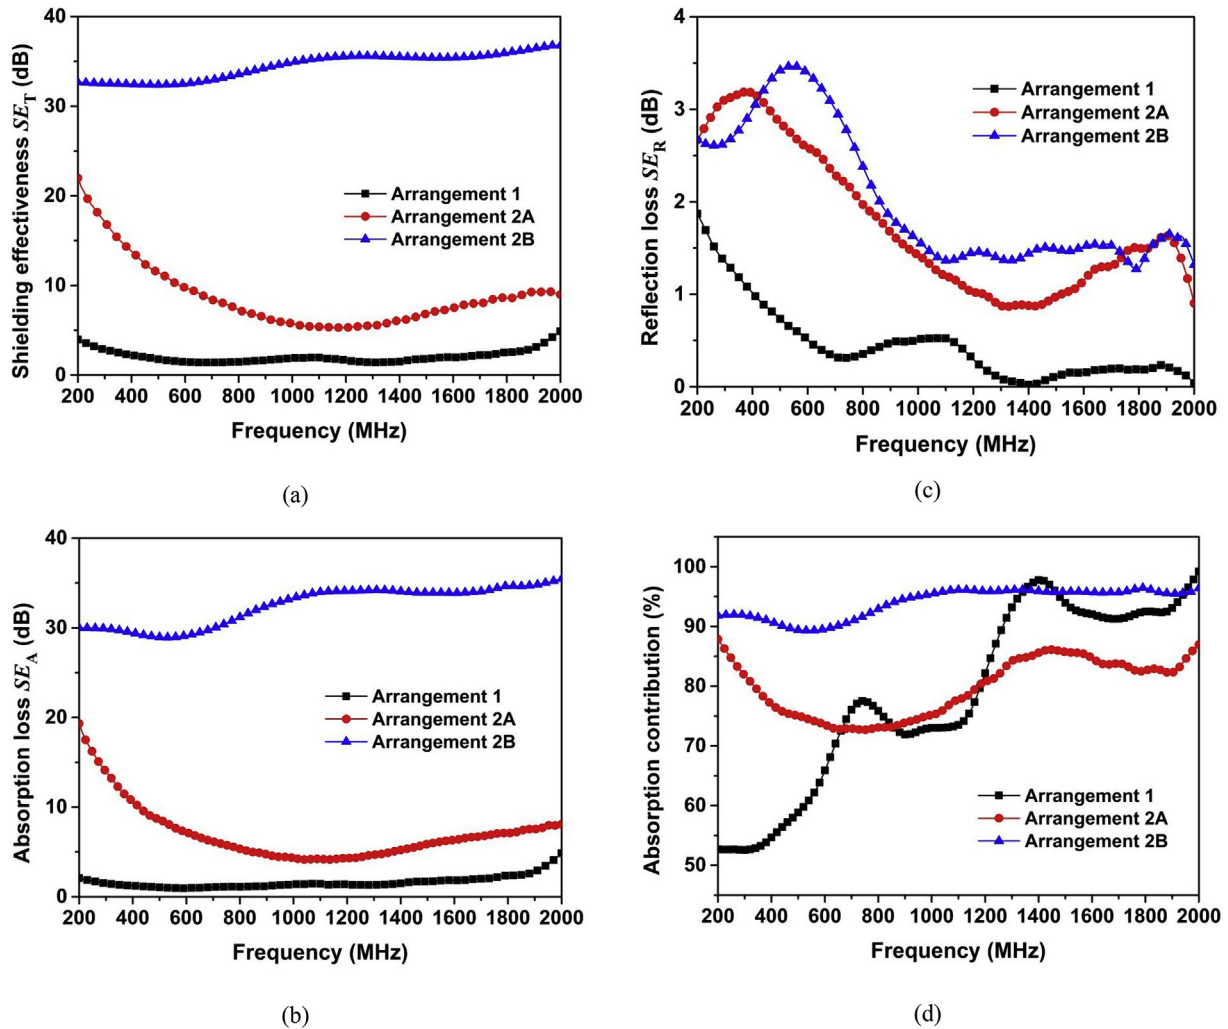 40
30
20
10
0
Shielding effectiveness SE_T (dB)
Arrangement 1
Arrangement 2A
Arrangement 2B
200 400 600 800 1000 1200 1400 1600 1800 2000
Frequency (MHz)
(a)
4
3
2
1
0
Reflection loss SE_R (dB)
Arrangement 1
Arrangement 2A
Arrangement 2B
200 400 600 800 1000 1200 1400 1600 1800 2000
Frequency (MHz)
(c)
40
30
20
10
0
Absorption loss SE_A (dB)
Arrangement 1
Arrangement 2A
Arrangement 2B
200 400 600 800 1000 1200 1400 1600 1800 2000
Frequency (MHz)
(b)
100
90
80
70
60
50
Absorption contribution (%)
Arrangement 1
Arrangement 2A
Arrangement 2B
200 400 600 800 1000 1200 1400 1600 1800 2000
Frequency (MHz)
(d)